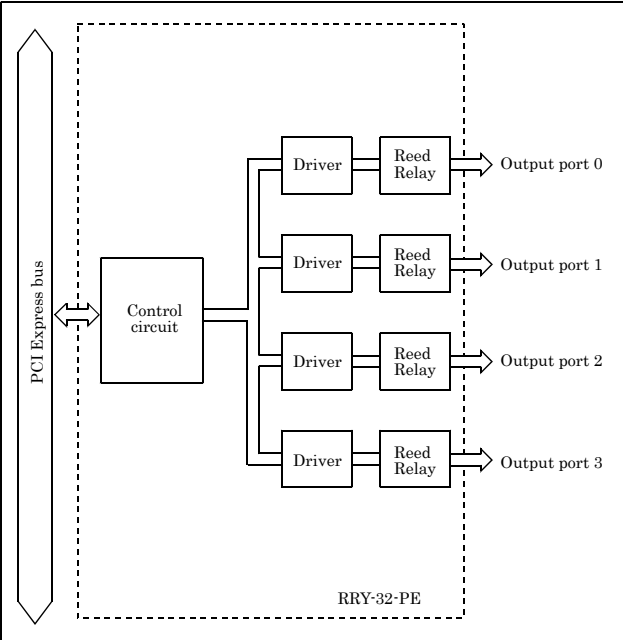 PCI Express bus
Control
circuit
Driver
Reed
Relay
Output port 0
Driver
Reed
Relay
Output port 1
Driver
Reed
Relay
Output port 2
Driver
Reed
Relay
Output port 3
RRY-32-PE